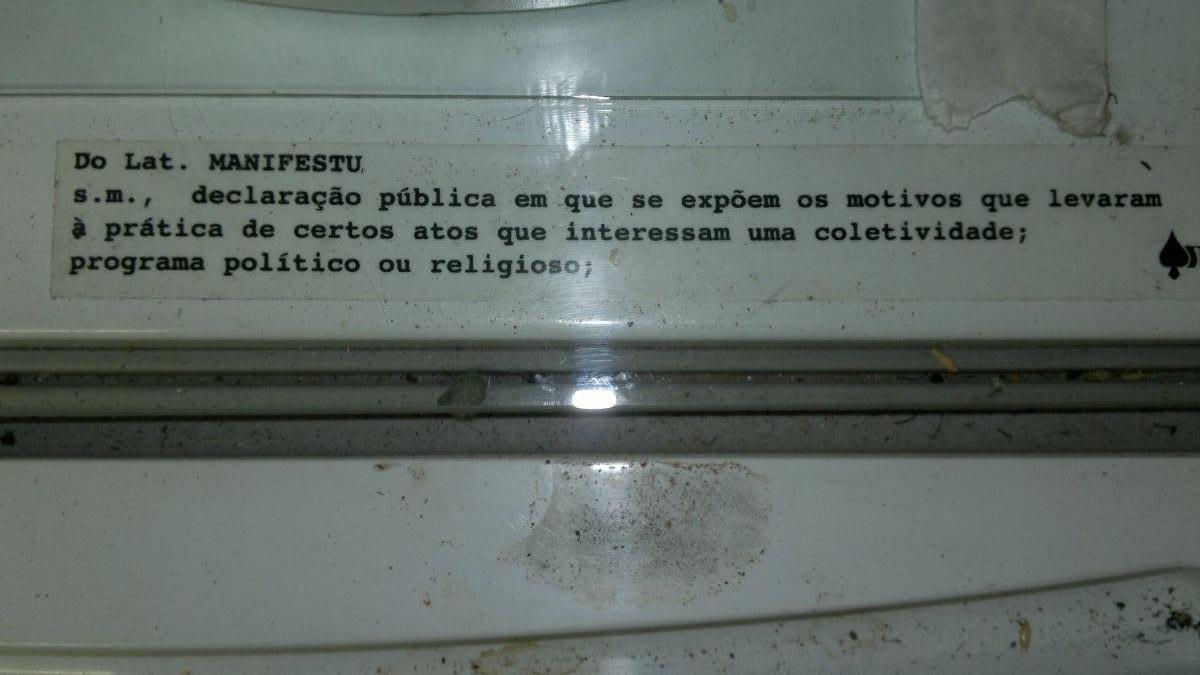 Do Lat. MANIFESTU
s.m., declaração pública em que se expõem os motivos que levaram
à prática de certos atos que interessam uma coletividade;
programa político ou religioso;